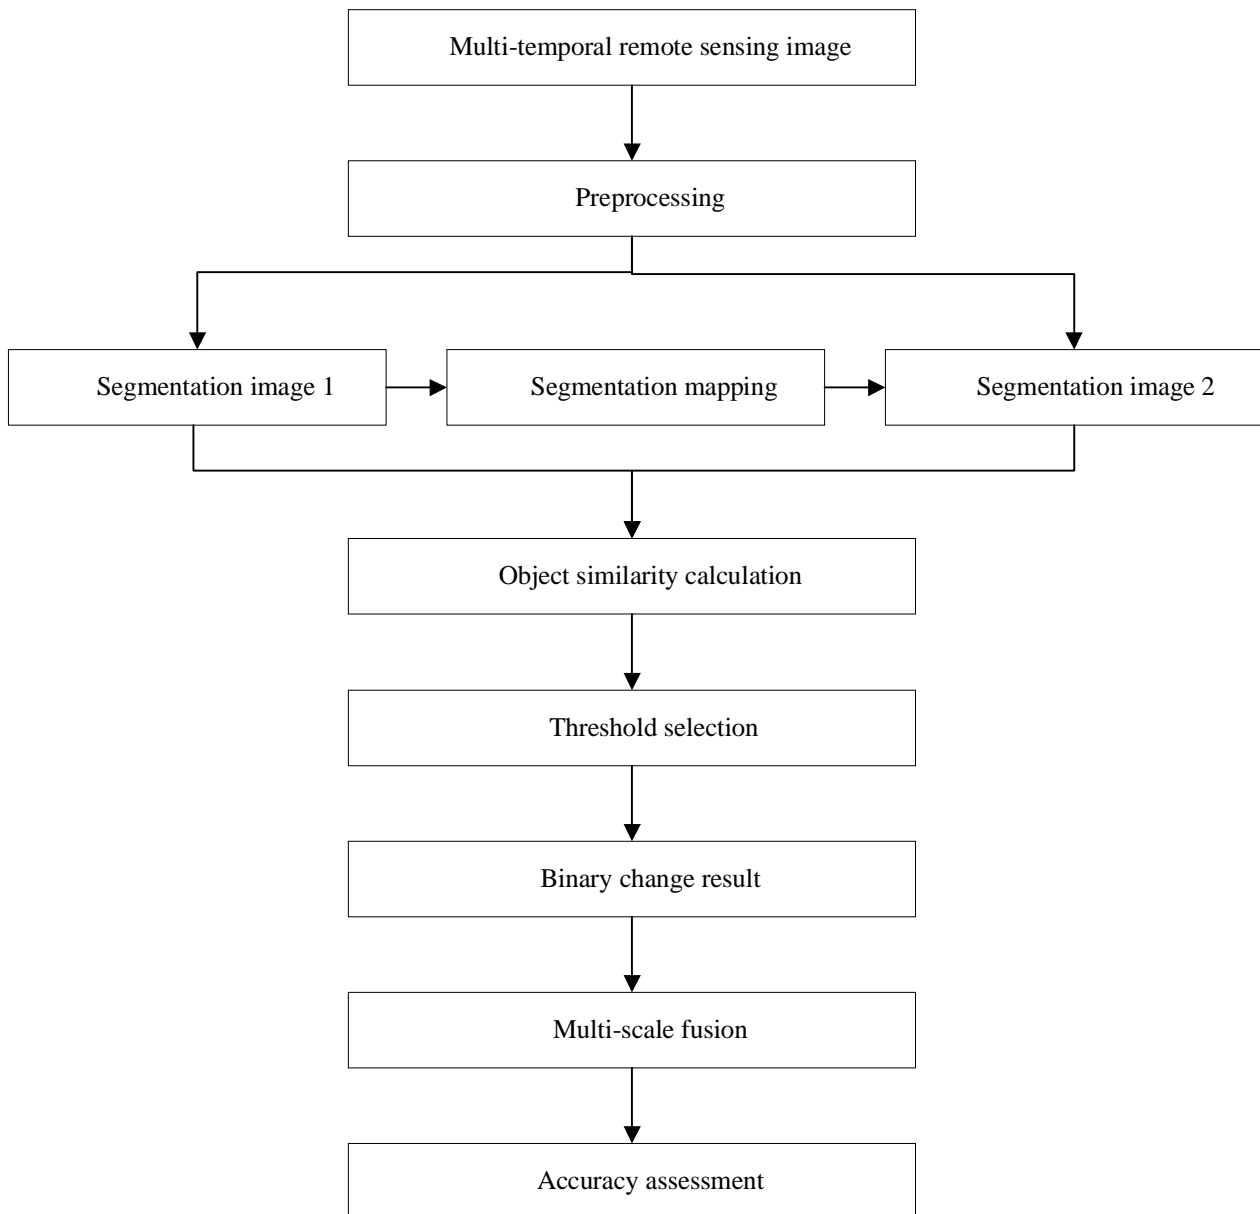 Multi-temporal remote sensing image
Preprocessing
Segmentation image 1
Segmentation mapping
Segmentation image 2
Object similarity calculation
Threshold selection
Binary change result
Multi-scale fusion
Accuracy assessment